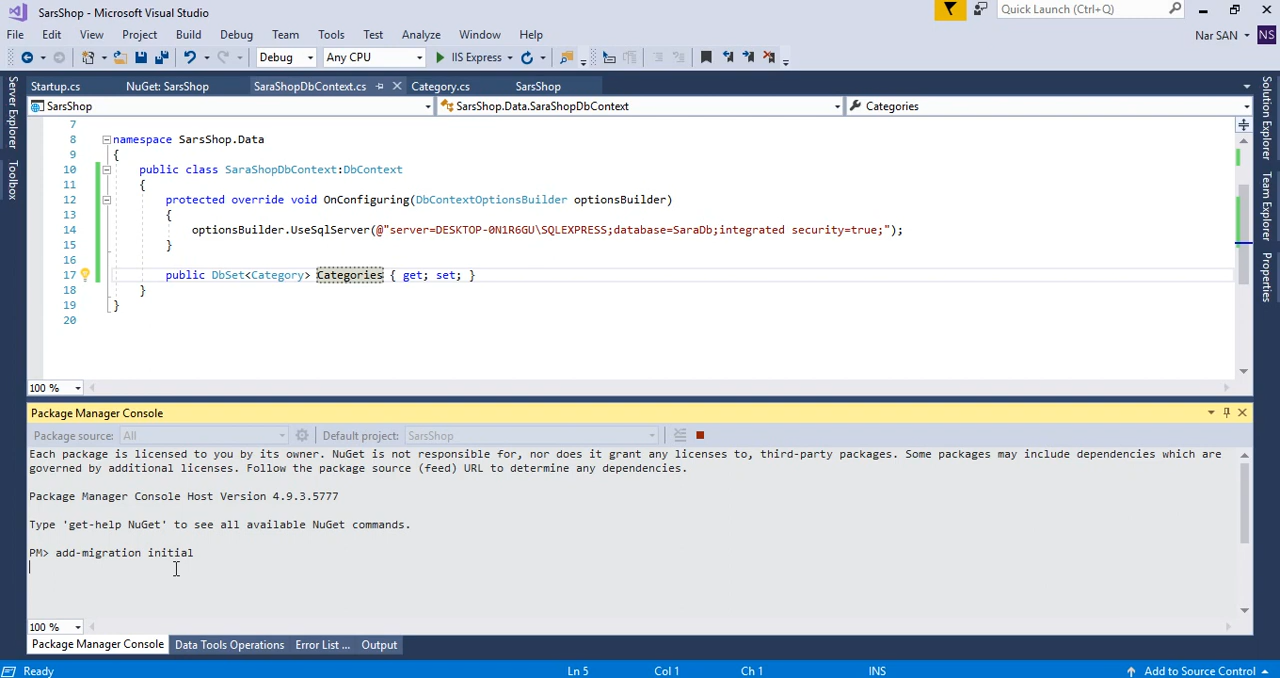 SarsShop - Microsoft Visual Studio
Quick Launch (Ctrl+Q)
File Edit View Project Build Debug Team Tools Test Analyze Window Help
Nar SAN NS
Debug Any CPU IIS Express
Startup.cs NuGet: SarsShop SaraShopDbContext.cs Category.cs SarsShop
SarsShop SarsShop.Data.SaraShopDbContext Categories
Server Explorer
Toolbox
Solution Explorer
Team Explorer
Properties
7
8 namespace SarsShop.Data
9 {
10 public class SaraShopDbContext:DbContext
11 {
12 protected override void OnConfiguring(DbContextOptionsBuilder optionsBuilder)
13 {
14 optionsBuilder.UseSqlServer(@"server=DESKTOP-0N1R6GU\SQLEXPRESS;database=SaraDb;integrated security=true;");
15 }
16
17 public DbSet<Category> Categories { get; set; }
18 }
19 }
20
100 %
Package Manager Console
Package source: All Default project: SarsShop
Each package is licensed to you by its owner. NuGet is not responsible for, nor does it grant any licenses to, third-party packages. Some packages may include dependencies which are
governed by additional licenses. Follow the package source (feed) URL to determine any dependencies.
Package Manager Console Host Version 4.9.3.5777
Type 'get-help NuGet' to see all available NuGet commands.
PM> add-migration initial
100 %
Package Manager Console Data Tools Operations Error List ... Output
Ready Ln 5 Col 1 Ch 1 INS Add to Source Control